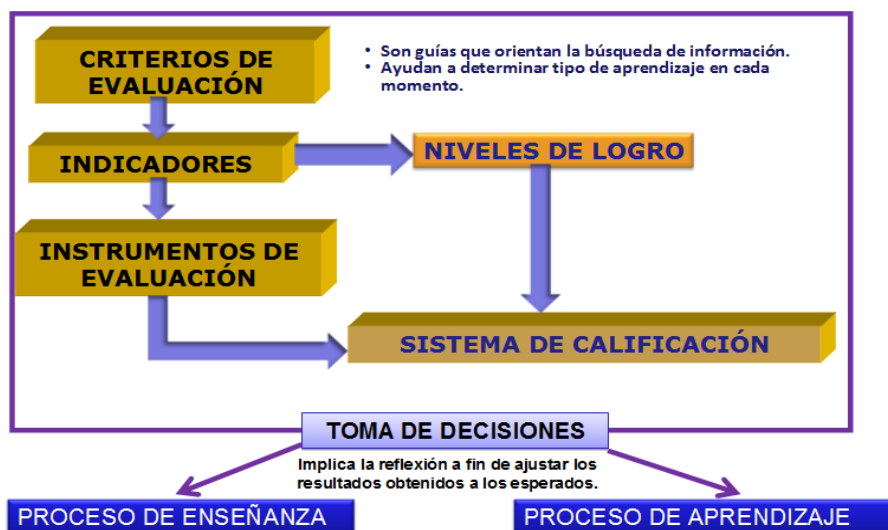 CRITERIOS DE
EVALUACIÓN
• Son guías que orientan la búsqueda de información.
• Ayudan a determinar tipo de aprendizaje en cada
momento.
INDICADORES
NIVELES DE LOGRO
INSTRUMENTOS DE
EVALUACIÓN
SISTEMA DE CALIFICACIÓN
TOMA DE DECISIONES
Implica la reflexión a fin de ajustar los
resultados obtenidos a los esperados.
PROCESO DE ENSEÑANZA
PROCESO DE APRENDIZAJE